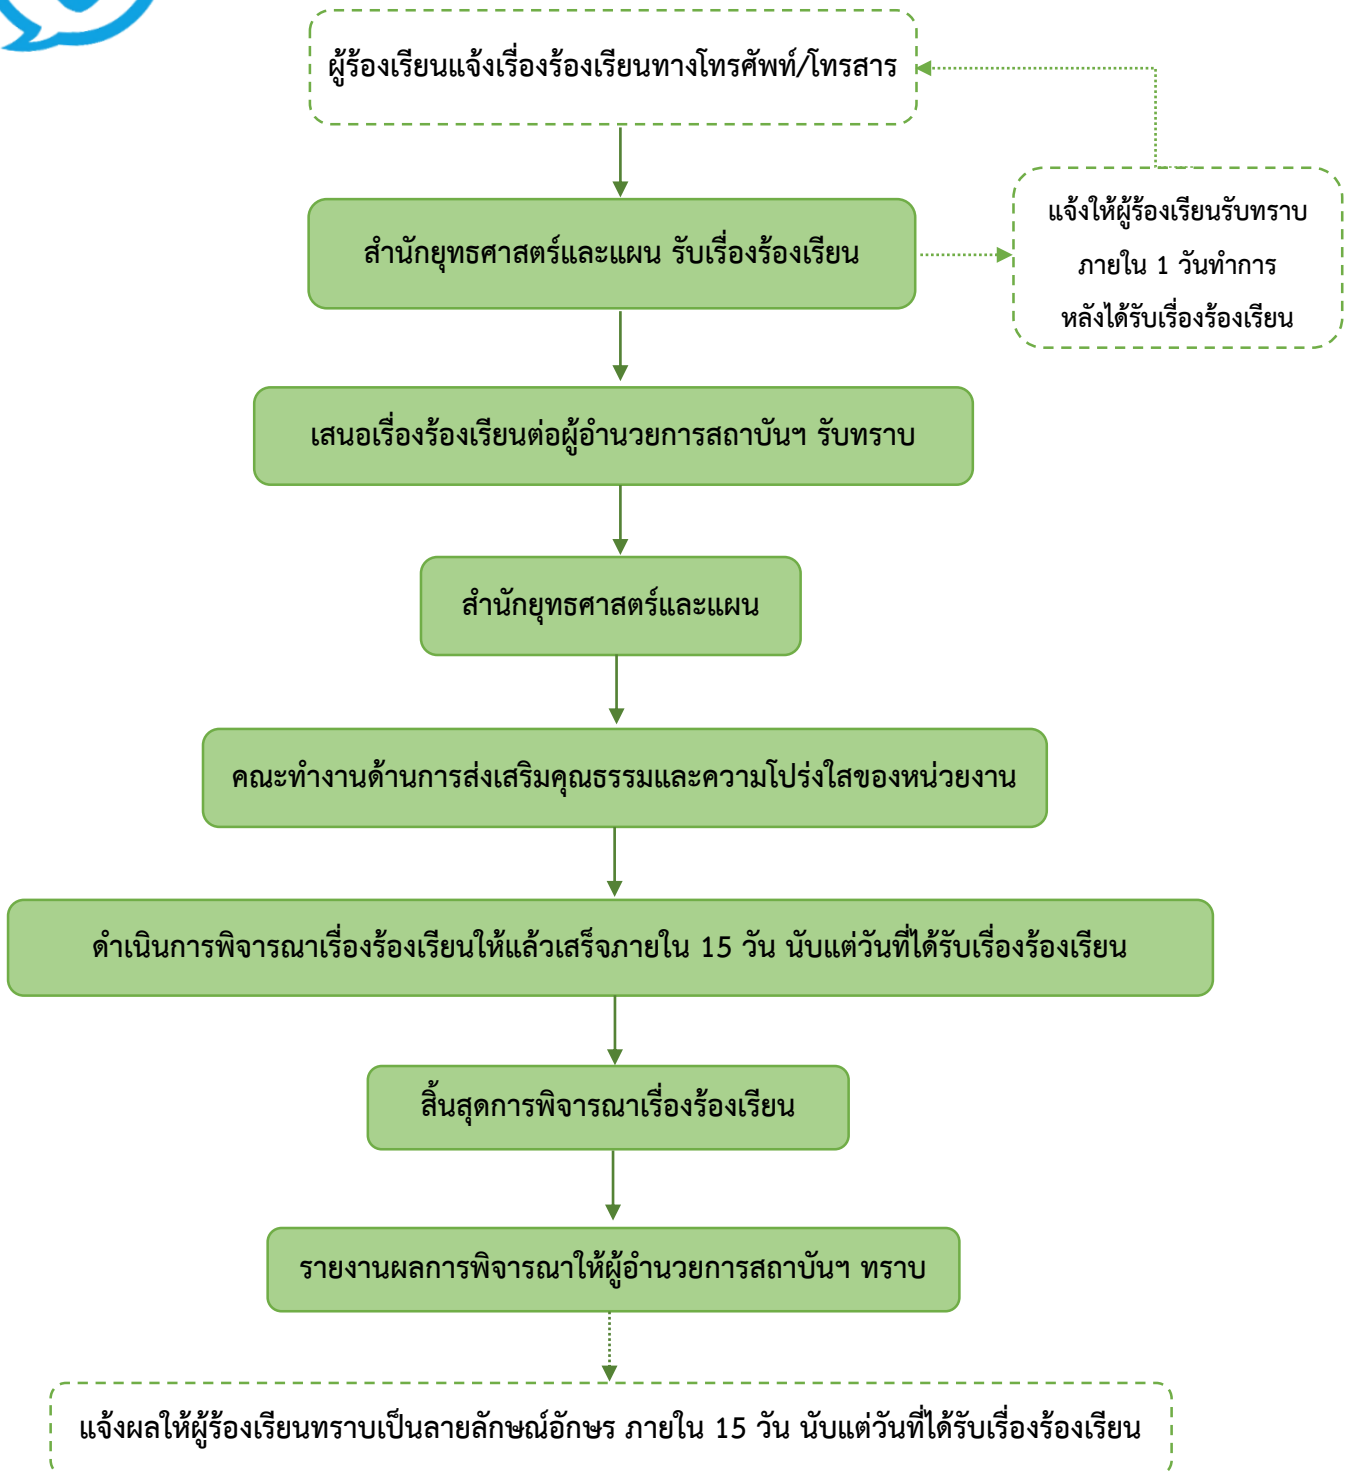 ผู้ร้องเรียนแจ้งเรื่องร้องเรียนทางโทรศัพท์/โทรสาร
แจ้งให้ผู้ร้องเรียนรับทราบ
ภายใน 1 วันทำการ
หลังได้รับเรื่องร้องเรียน
สำนักยุทธศาสตร์และแผน รับเรื่องร้องเรียน
เสนอเรื่องร้องเรียนต่อผู้อำนวยการสถาบันฯ รับทราบ
สำนักยุทธศาสตร์และแผน
คณะทำงานด้านการส่งเสริมคุณธรรมและความโปร่งใสของหน่วยงาน
ดำเนินการพิจารณาเรื่องร้องเรียนให้แล้วเสร็จภายใน 15 วัน นับแต่วันที่ได้รับเรื่องร้องเรียน
สิ้นสุดการพิจารณาเรื่องร้องเรียน
รายงานผลการพิจารณาให้ผู้อำนวยการสถาบันฯ ทราบ
แจ้งผลให้ผู้ร้องเรียนทราบเป็นลายลักษณ์อักษร ภายใน 15 วัน นับแต่วันที่ได้รับเรื่องร้องเรียน